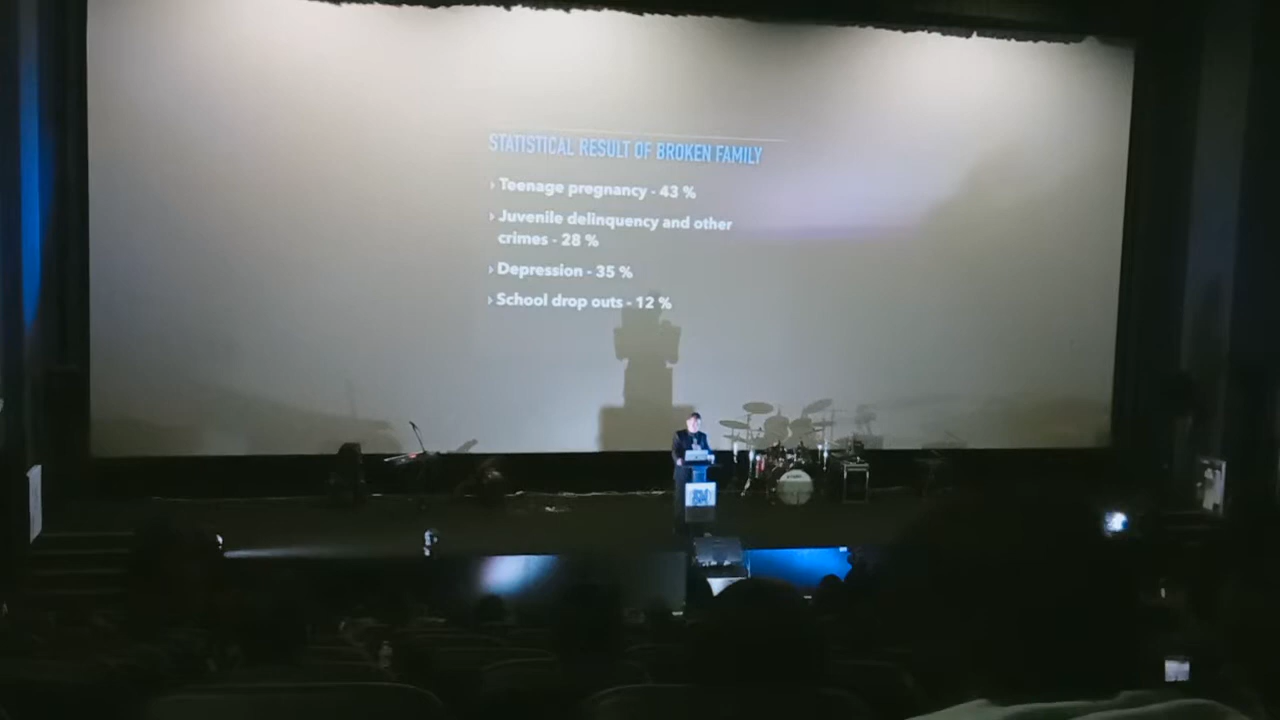 STATISTICAL RESULT OF BROKEN FAMILY
› Teenage pregnancy - 43 %
› Juvenile delinquency and other
crimes - 28 %
› Depression - 35 %
› School drop outs - 12 %